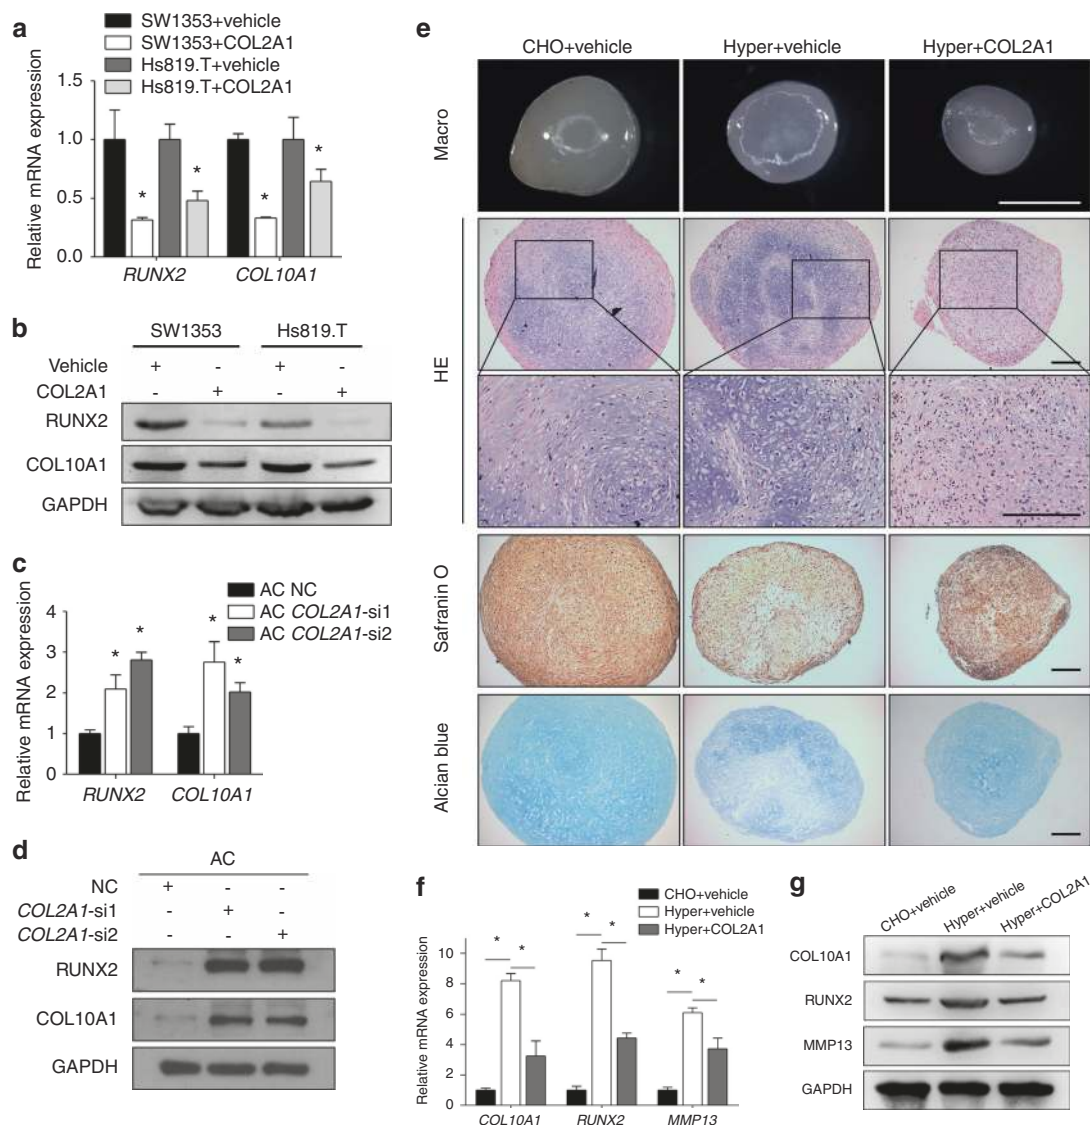 a
SW1353+vehicle
SW1353+COL2A1
Hs819.T+vehicle
Hs819.T+COL2A1
Relative mRNA expression
1.5
1.0
0.5
0.0
* * * *
RUNX2 COL10A1
b
SW1353 Hs819.T
Vehicle + - + -
COL2A1 - + - +
RUNX2
COL10A1
GAPDH
c
AC NC
AC COL2A1-si1
AC COL2A1-si2
Relative mRNA expression
4
3
2
1
0
* * * *
RUNX2 COL10A1
d
AC
NC + - -
COL2A1-si1 - + -
COL2A1-si2 - - +
RUNX2
COL10A1
GAPDH
e
CHO+vehicle Hyper+vehicle Hyper+COL2A1
Macro
HE
Safranin O
Alcian blue
f
CHO+vehicle
Hyper+vehicle
Hyper+COL2A1
Relative mRNA expression
10
8
6
4
2
0
* * * * * *
COL10A1 RUNX2 MMP13
g
CHO+vehicle Hyper+vehicle Hyper+COL2A1
COL10A1
RUNX2
MMP13
GAPDH